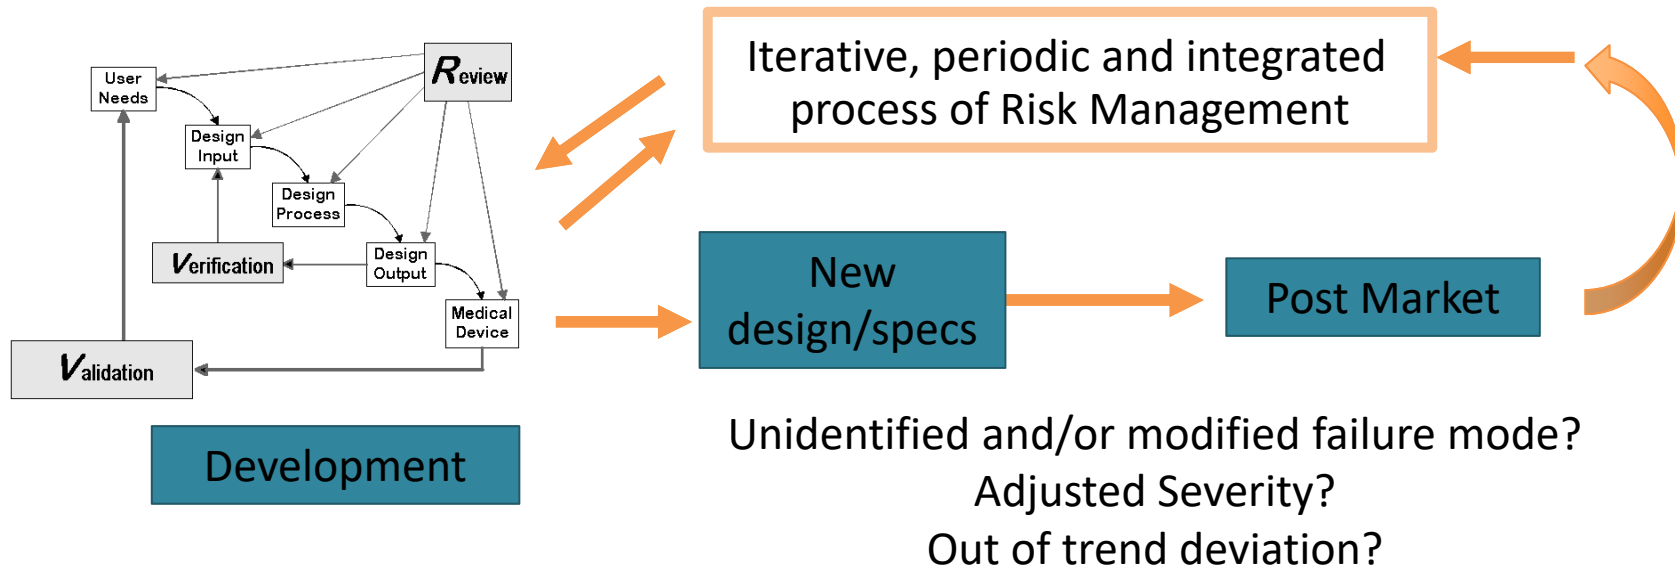 Review
User
Needs
Design
Input
Design
Process
Verification
Design
Output
Medical
Device
Validation
Development
Iterative, periodic and integrated
process of Risk Management
New
design/specs
Post Market
Unidentified and/or modified failure mode?
Adjusted Severity?
Out of trend deviation?